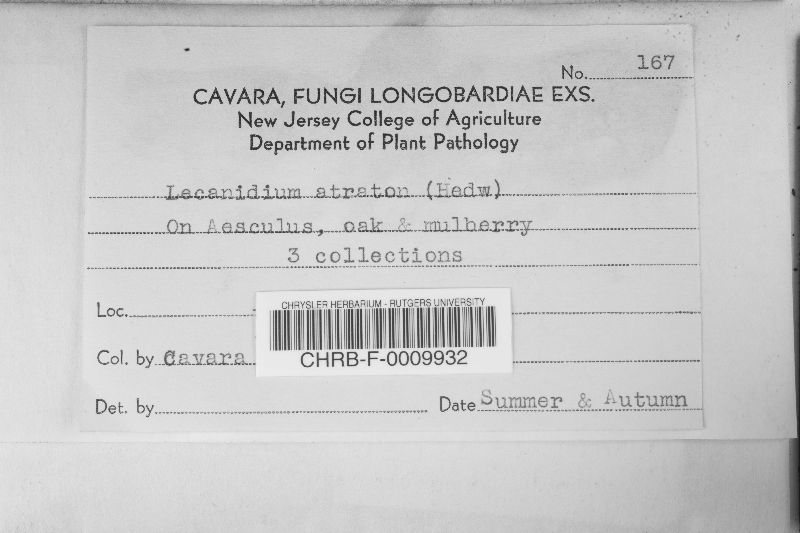 No. 167
CAVARA, FUNGI LONGOBARDIAE EXS.
New Jersey College of Agriculture
Department of Plant Pathology
Lecanidium atraton (Hedw)
On Aesculus, oak & mulberry
3 collections
Loc.
CHRYSLER HERBARIUM - RUTGERS UNIVERSITY
CHRB-F-0009932
Col. by Cavara
Det. by
Date Summer & Autumn